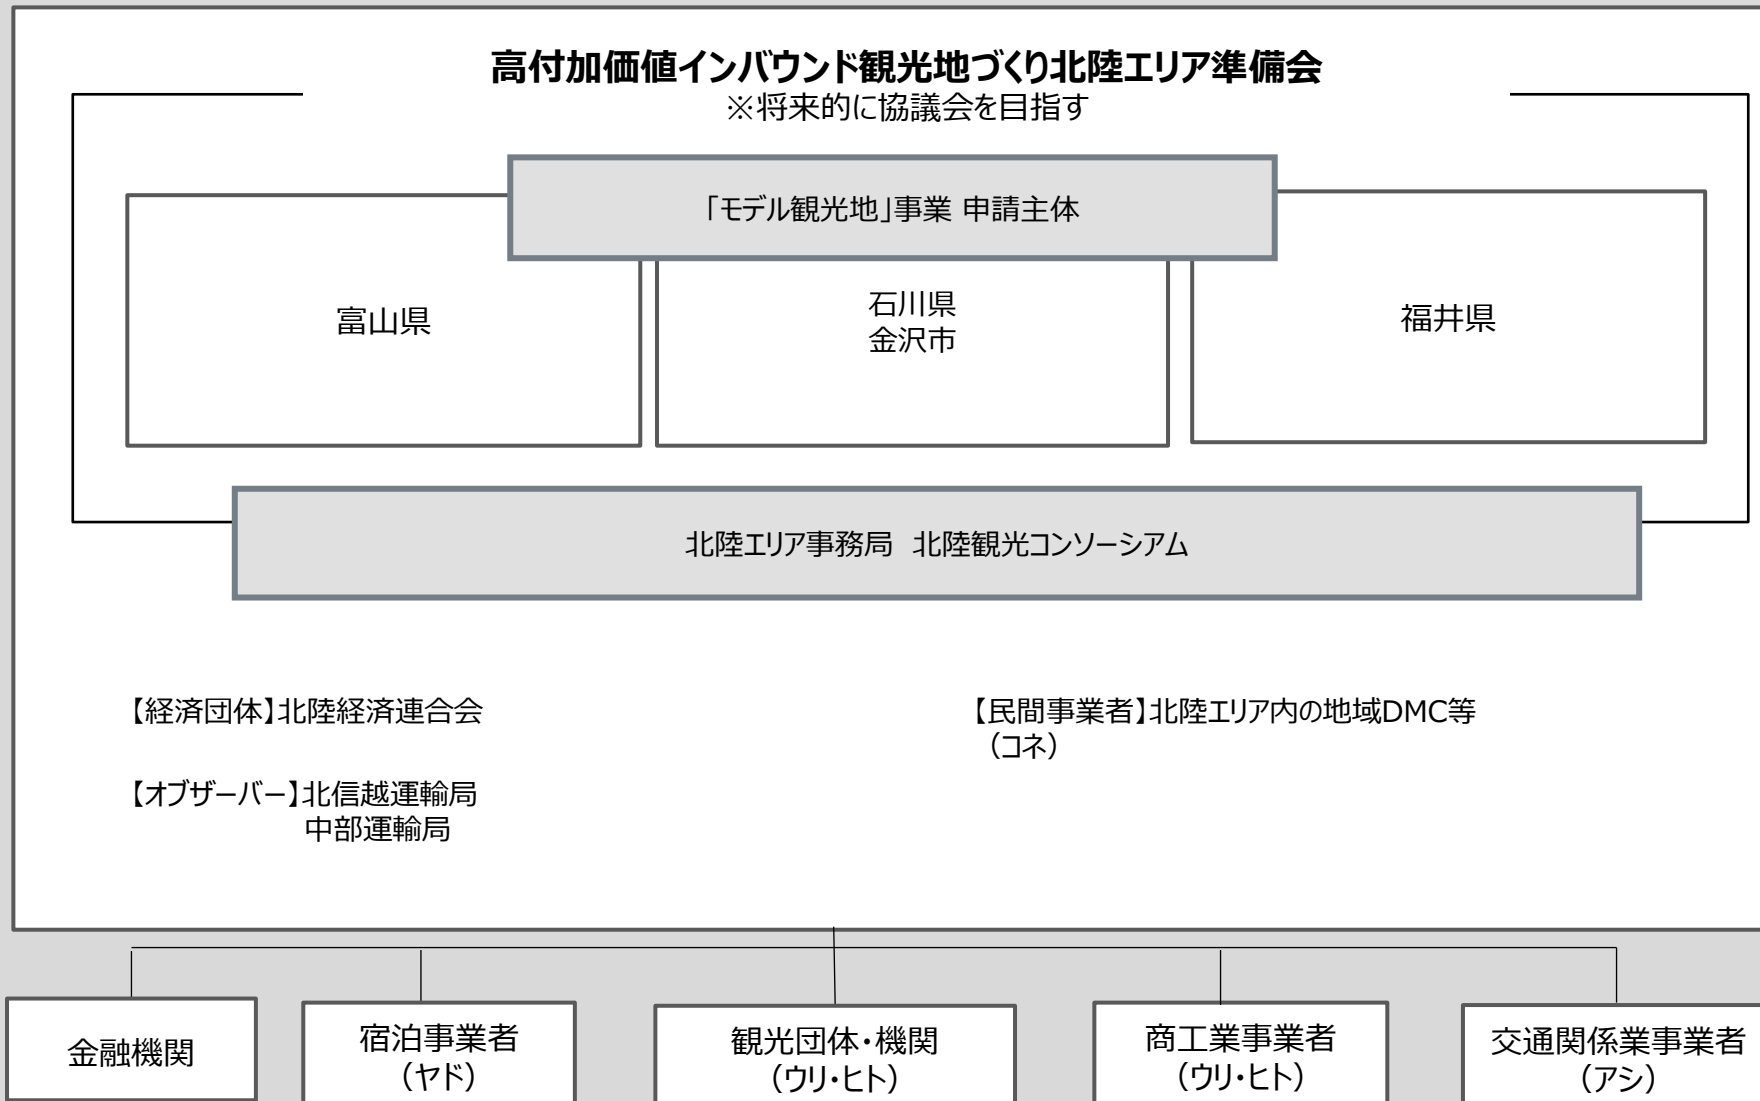 高付加価値インバウンド観光地づくり北陸エリア準備会
※将来的に協議会を目指す
「モデル観光地」事業 申請主体
富山県
石川県
金沢市
福井県
北陸エリア事務局 北陸観光コンソーシアム
【経済団体】北陸経済連合会
【民間事業者】北陸エリア内の地域DMC等
（コネ）
【オブザーバー】北信越運輸局
中部運輸局
金融機関
宿泊事業者
（ヤド）
観光団体・機関
（ウリ・ヒト）
商工業事業者
（ウリ・ヒト）
交通関係業事業者
（アシ）